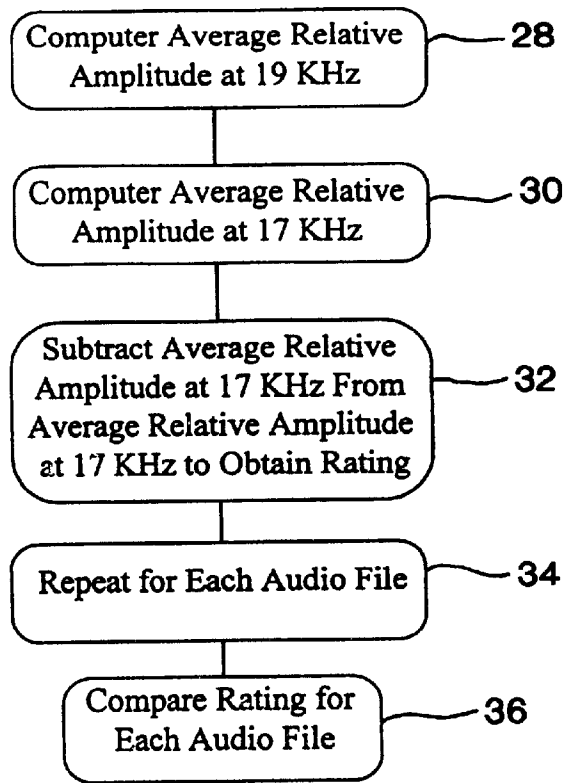 Computer Average Relative
Amplitude at 19 KHz
28
Computer Average Relative
Amplitude at 17 KHz
30
Subtract Average Relative
Amplitude at 17 KHz From
Average Relative Amplitude
at 17 KHz to Obtain Rating
32
Repeat for Each Audio File
34
Compare Rating for
Each Audio File
36